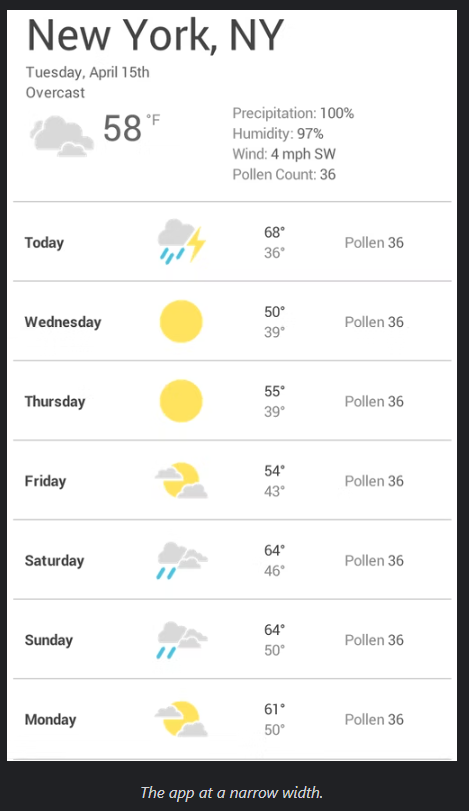 New York, NY
Tuesday, April 15th
Overcast
58 °F
Precipitation: 100%
Humidity: 97%
Wind: 4 mph SW
Pollen Count: 36
Today 68° 36° Pollen 36
Wednesday 50° 39° Pollen 36
Thursday 55° 39° Pollen 36
Friday 54° 43° Pollen 36
Saturday 64° 46° Pollen 36
Sunday 64° 50° Pollen 36
Monday 61° 50° Pollen 36
The app at a narrow width.